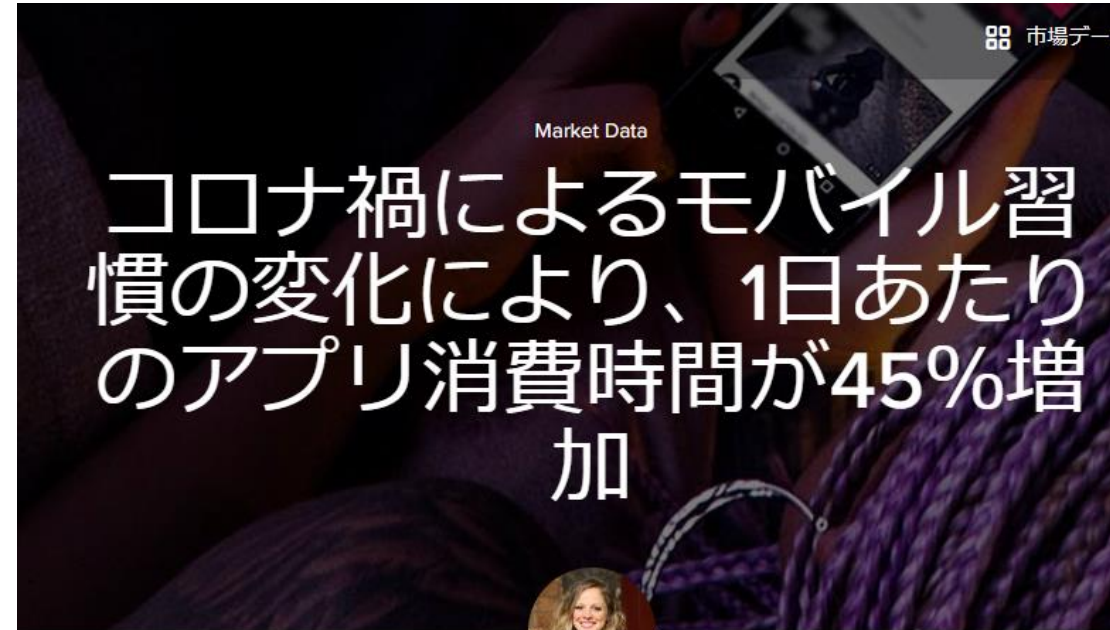 市場デー
Market Data
コロナ禍によるモバイル習
慣の変化により、1日あたり
のアプリ消費時間が45%増
加